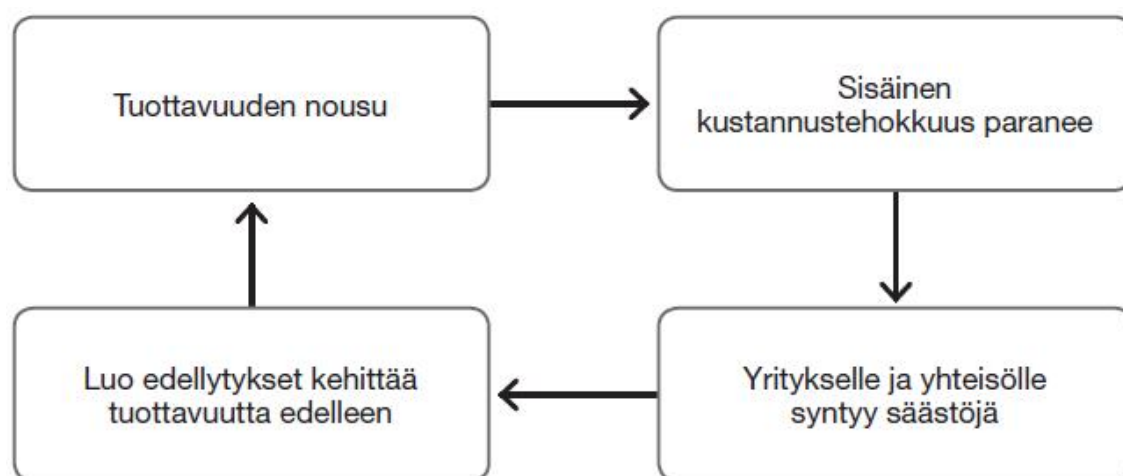 Tuottavuuden nousu
Sisäinen
kustannustehokkuus paranee
Luo edellytykset kehittää
tuottavuutta edelleen
Yritykselle ja yhteisölle
syntyy säästöjä